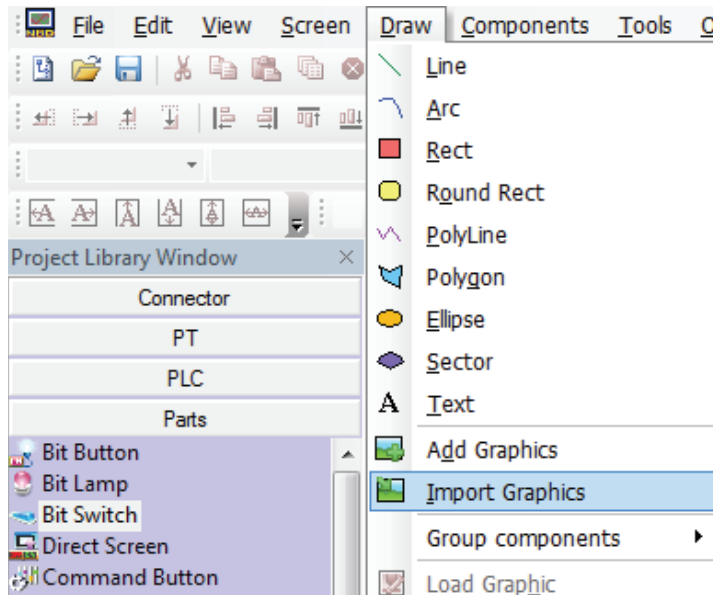 File Edit View Screen Draw Components Tools
Line
Arc
Rect
Round Rect
PolyLine
Polygon
Ellipse
Sector
Text
Add Graphics
Import Graphics
Group components
Load Graphic
Project Library Window
Connector
PT
PLC
Parts
Bit Button
Bit Lamp
Bit Switch
Direct Screen
Command Button